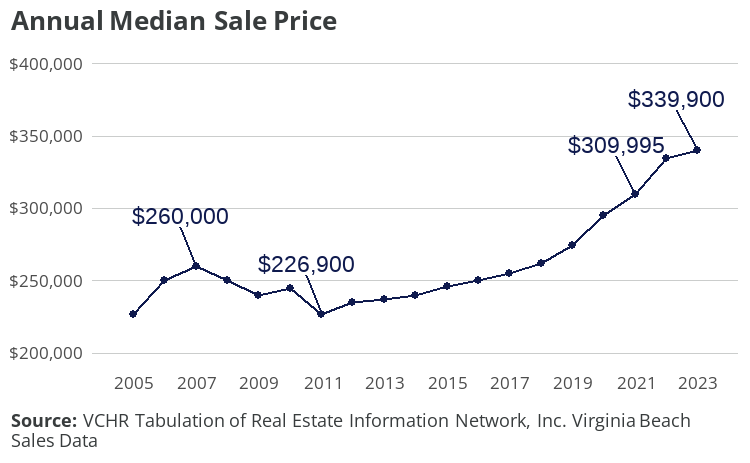 Annual Median Sale Price
$400,000
$339,900
$350,000
$309,995
$300,000
$260,000
$226,900
$250,000
$200,000
2005 2007 2009 2011 2013 2015 2017 2019 2021 2023
Source: VCHR Tabulation of Real Estate Information Network, Inc. Virginia Beach
Sales Data